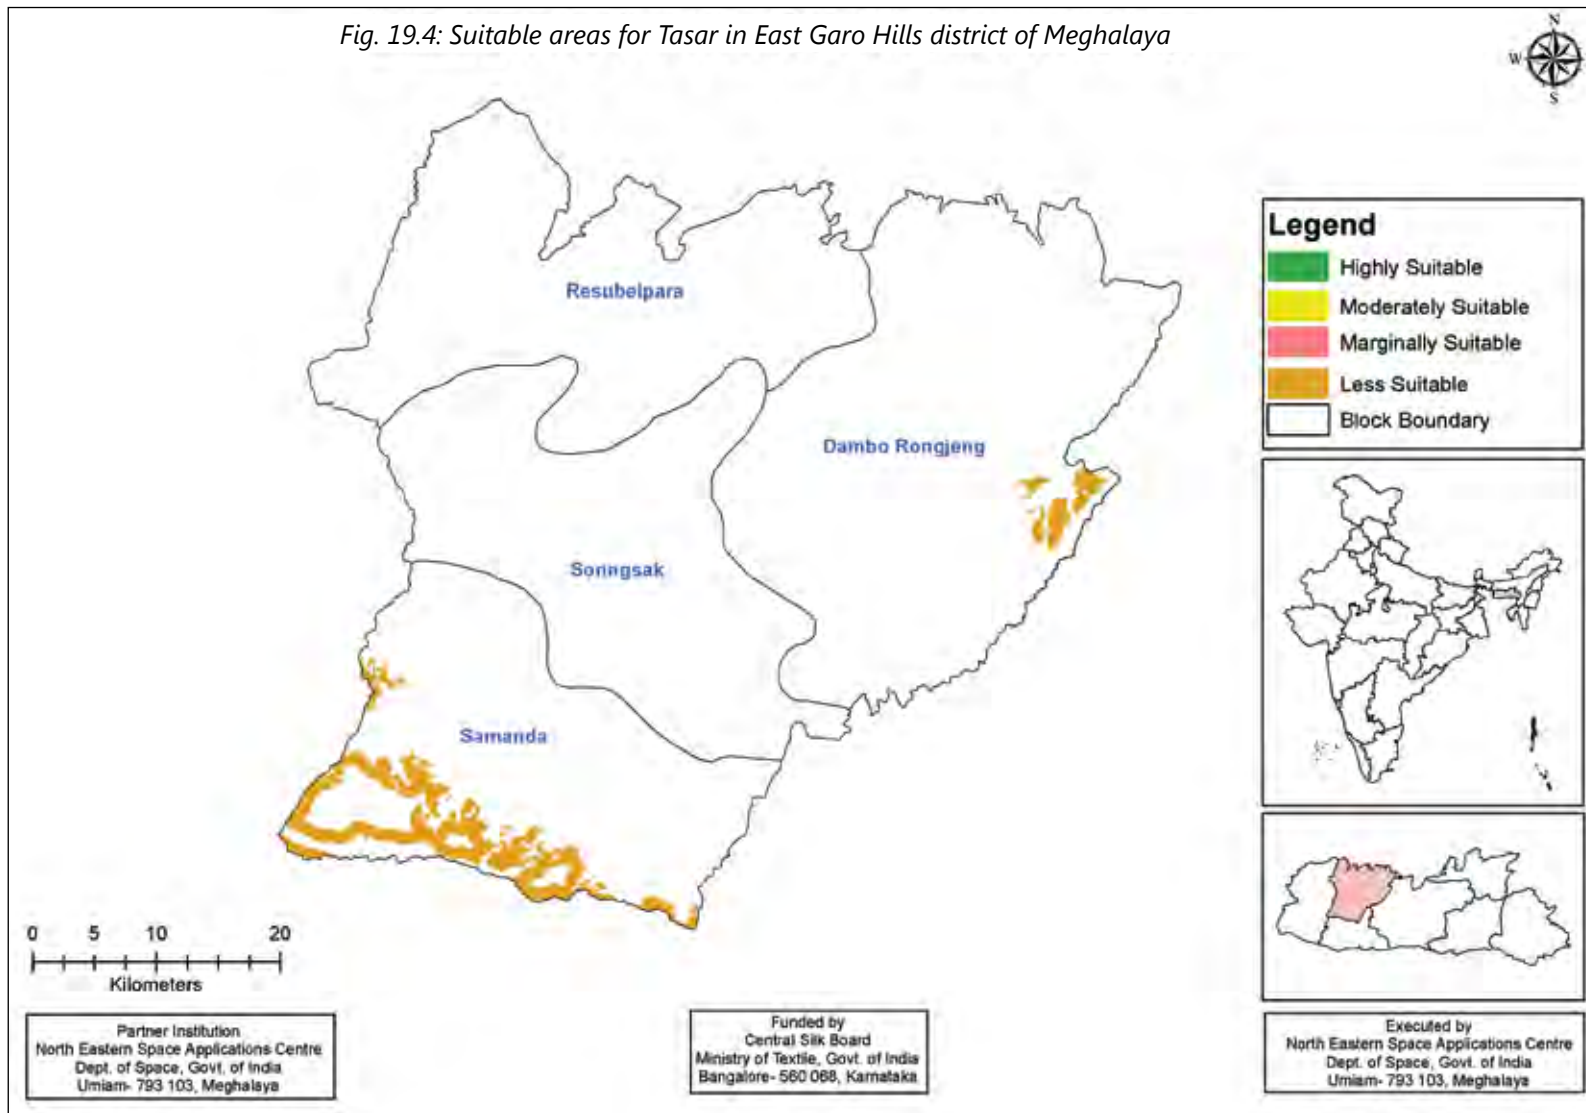 Fig. 19.4: Suitable areas for Tasar in East Garo Hills district of Meghalaya
N
W
S
Resubelpara
Dambo Rongjeng
Soningsak
Samanda
Legend
Highly Suitable
Moderately Suitable
Marginally Suitable
Less Suitable
Block Boundary
0 5 10 20
Kilometers
Partner Institution
North Eastern Space Applications Centre
Dept. of Space, Govt. of India
Umiam- 793 103, Meghalaya
Funded by
Central Silk Board
Ministry of Textile, Govt. of India
Bangalore- 560 068, Karnataka
Executed by
North Eastern Space Applications Centre
Dept. of Space, Govt. of India
Umiam- 793 103, Meghalaya